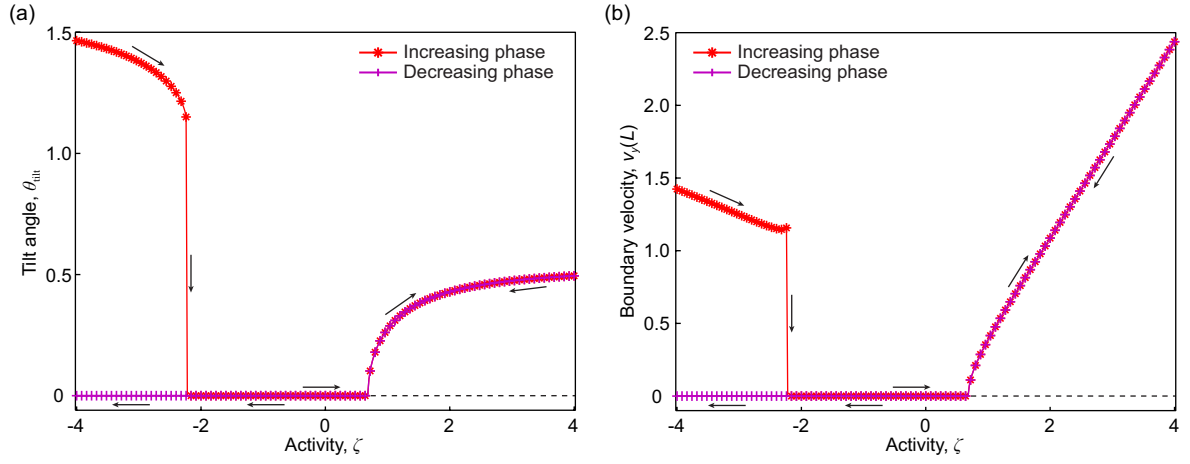 (a)
1.5
1.0
0.5
0
Tilt angle, θtilt
Increasing phase
Decreasing phase
-4
-2
0
2
4
Activity, ζ
(b)
2.5
2.0
1.5
1.0
0.5
0
Boundary velocity, vy(L)
Increasing phase
Decreasing phase
-4
-2
0
2
4
Activity, ζ